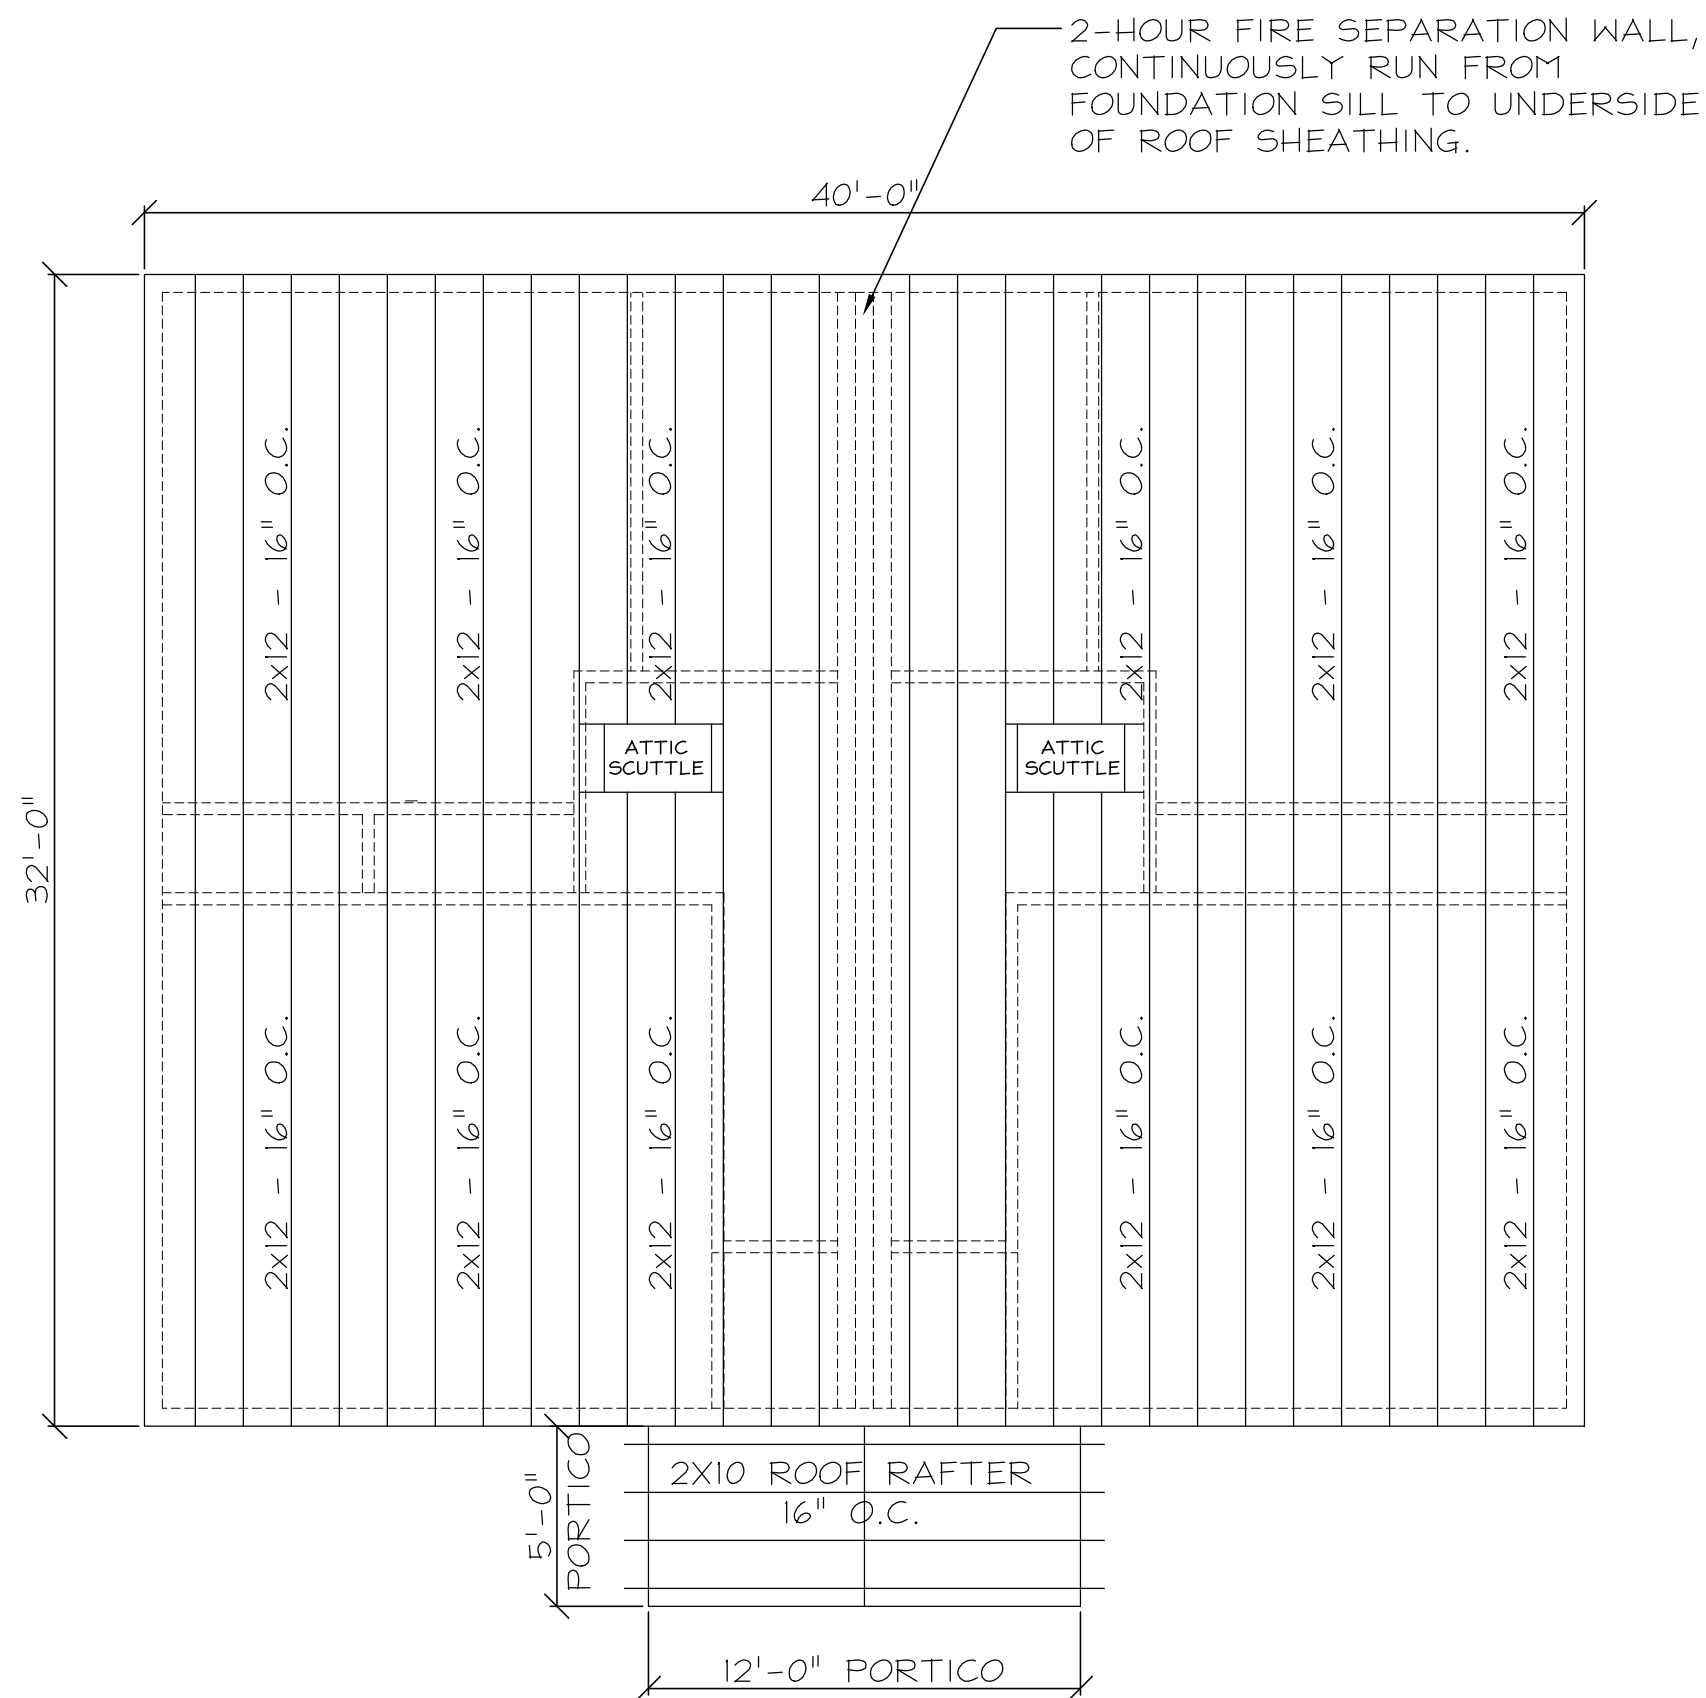 2-HOUR FIRE SEPARATION WALL,
CONTINUOUSLY RUN FROM
FOUNDATION SILL TO UNDERSIDE
OF ROOF SHEATHING.
40'-0"
32'-0"
2x12 - 16" O.C.
2x12 - 16" O.C.
2x12 - 16" O.C.
2x12 - 16" O.C.
2x12 - 16" O.C.
2x12 - 16" O.C.
ATTIC
SCUTTLE
ATTIC
SCUTTLE
2x12 - 16" O.C.
2x12 - 16" O.C.
2x12 - 16" O.C.
2x12 - 16" O.C.
2x12 - 16" O.C.
2x12 - 16" O.C.
5'-0"
PORTICO
2X10 ROOF RAFTER
16" O.C.
12'-0" PORTICO